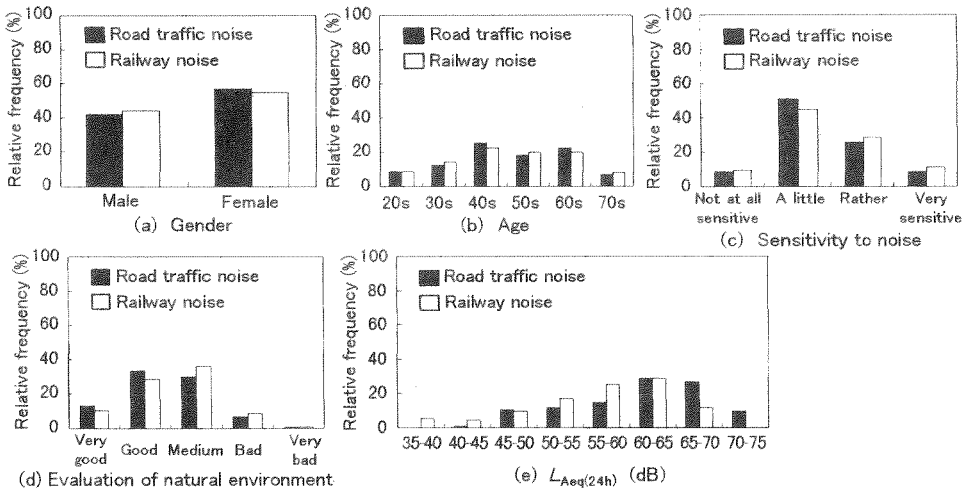 Relative frequency (%)
100
80
60
40
20
0
Road traffic noise
Railway noise
Male Female
(a) Gender
Relative frequency (%)
100
80
60
40
20
0
Road traffic noise
Railway noise
20s 30s 40s 50s 60s 70s
(b) Age
Relative frequency (%)
100
80
60
40
20
0
Road traffic noise
Railway noise
Not at all sensitive A little Rather Very sensitive
(c) Sensitivity to noise
Relative frequency (%)
100
80
60
40
20
0
Road traffic noise
Railway noise
Very good Good Medium Bad Very bad
(d) Evaluation of natural environment
Relative frequency (%)
100
80
60
40
20
0
Road traffic noise
Railway noise
35-40 40-45 45-50 50-55 55-60 60-65 65-70 70-75
(e) LAeq(24h) (dB)